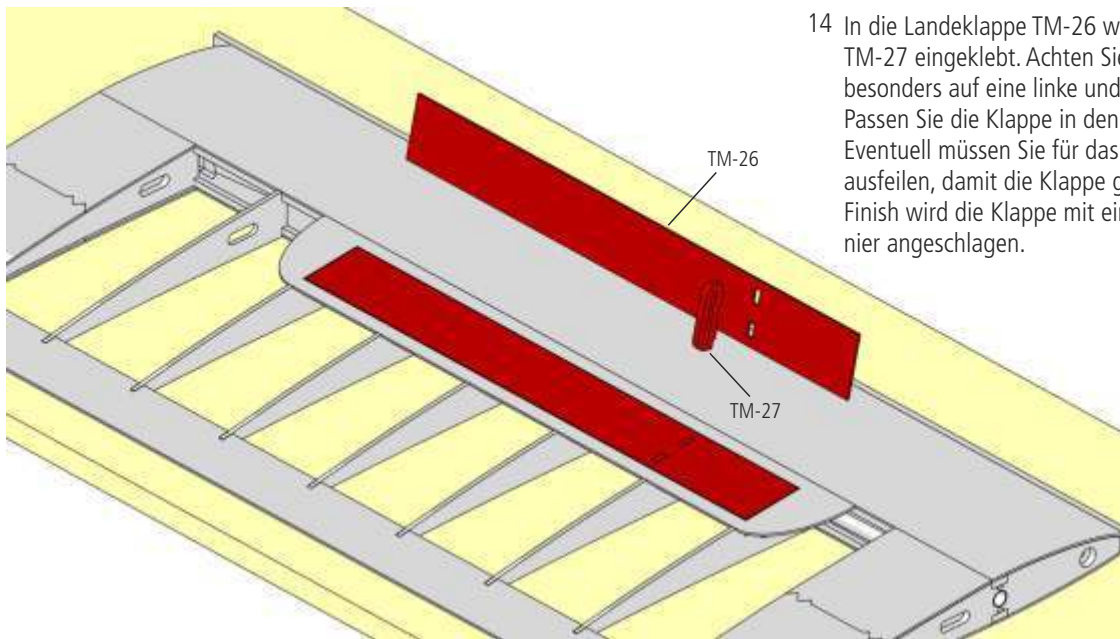 14 In die Landeklappe TM-26 w
TM-27 eingeklebt. Achten Sie
besonders auf eine linke und
Passen Sie die Klappe in den
Eventuell müssen Sie für das
ausfeilen, damit die Klappe g
Finish wird die Klappe mit ein
nier angeschlagen.
TM-26
TM-27